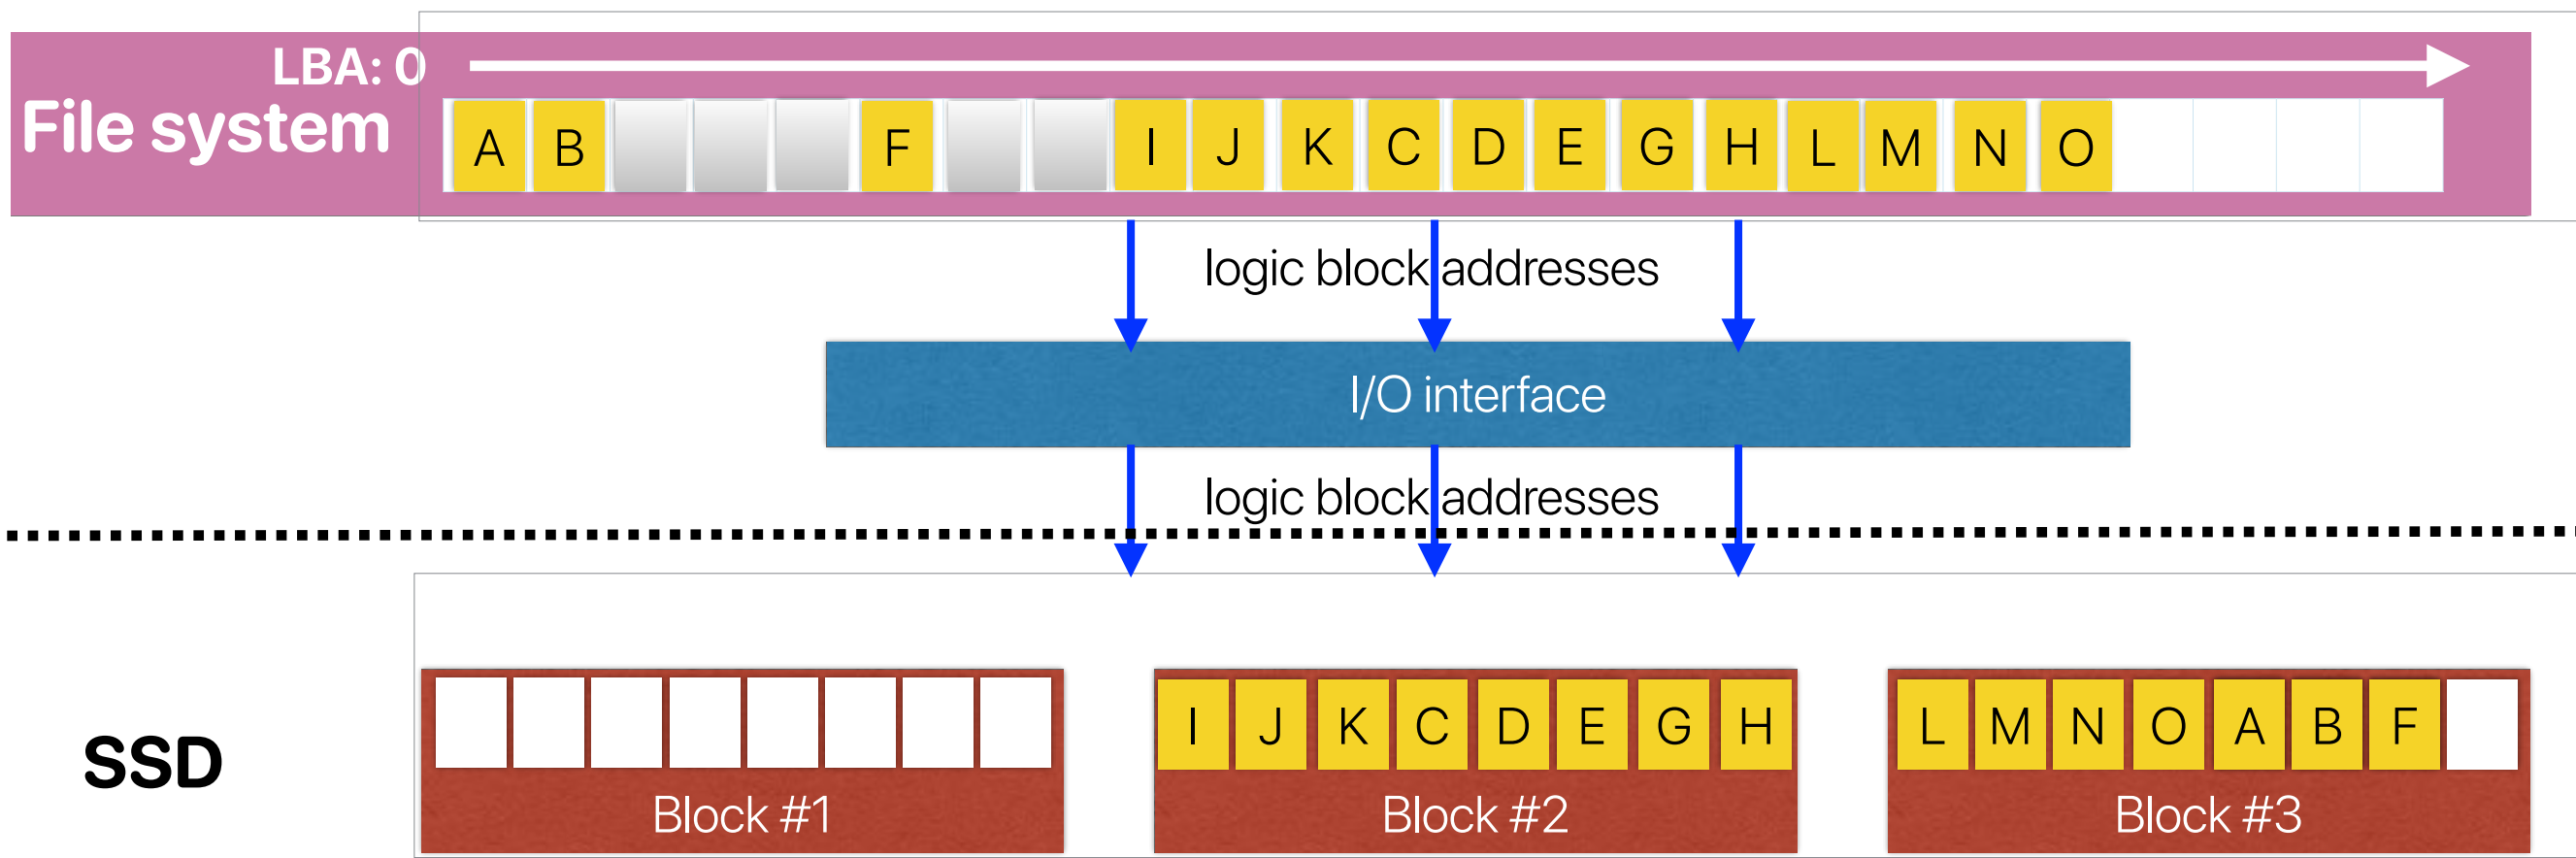 LBA: 0
File system
A B F I J K C D E G H L M N O
logic block addresses
I/O interface
logic block addresses
SSD
I J K C D E G H
L M N O A B F
Block #1
Block #2
Block #3